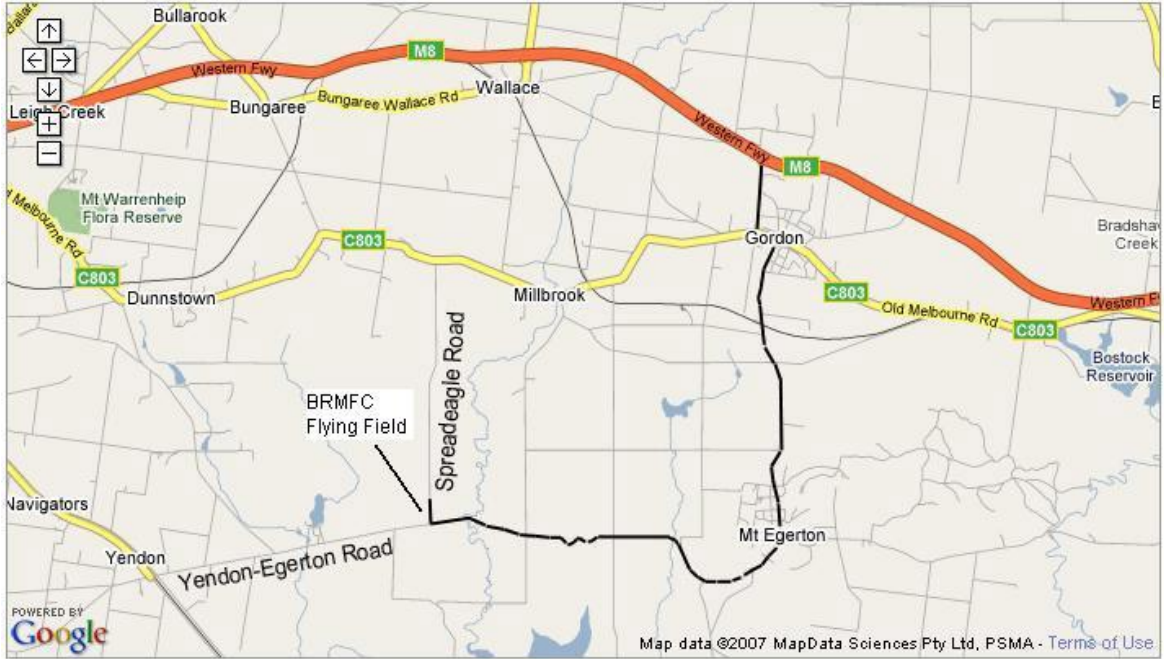 Bullarook
M8
Western Fwy
Wallace
Leigh Creek
Bungaree
Bungaree Wallace Rd
Western Fwy
M8
Mt Warrenheip
Flora Reserve
d Melbourne Rd
C803
C803
Gordon
Bradshaw
Creek
Dunnstown
Millbrook
C803
Old Melbourne Rd
Western F
C803
Spreadeagle Road
Bostock
Reservoir
BRMFC
Flying Field
Navigators
Mt Egerton
Yendon
Yendon-Egerton Road
POWERED BY
Google
Map data ©2007 MapData Sciences Pty Ltd, PSMA - Terms of Use